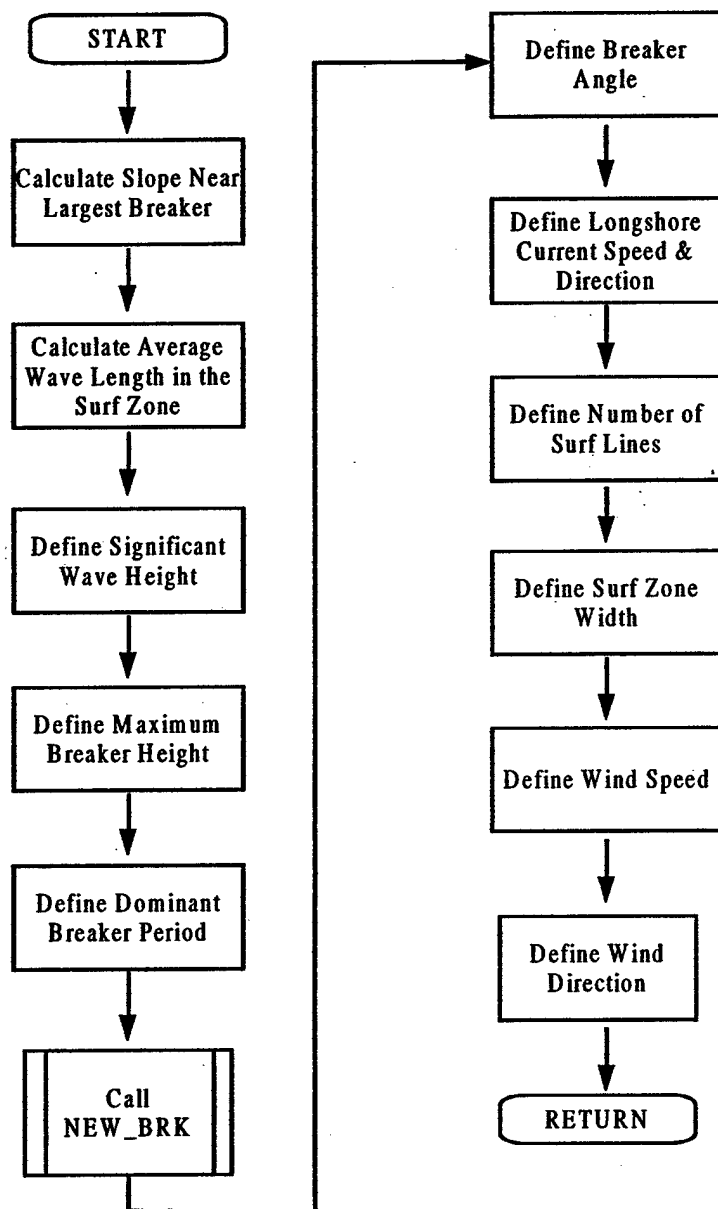 START
Calculate Slope Near
Largest Breaker
Calculate Average
Wave Length in the
Surf Zone
Define Significant
Wave Height
Define Maximum
Breaker Height
Define Dominant
Breaker Period
Call
NEW_BRK
Define Breaker
Angle
Define Longshore
Current Speed &
Direction
Define Number of
Surf Lines
Define Surf Zone
Width
Define Wind Speed
Define Wind
Direction
RETURN